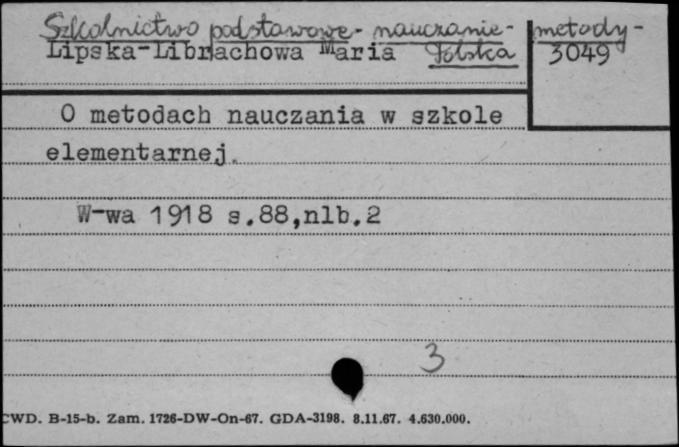 Szkolnictwo podstawowe - nauczanie - metody -
Lipska-Librachowa Maria Polska 3049
O metodach nauczania w szkole
elementarnej.
W-wa 1918 s.88,nlb.2
3
CWD. B-15-b. Zam. 1726-DW-On-67. GDA-3198. 8.11.67. 4.630.000.